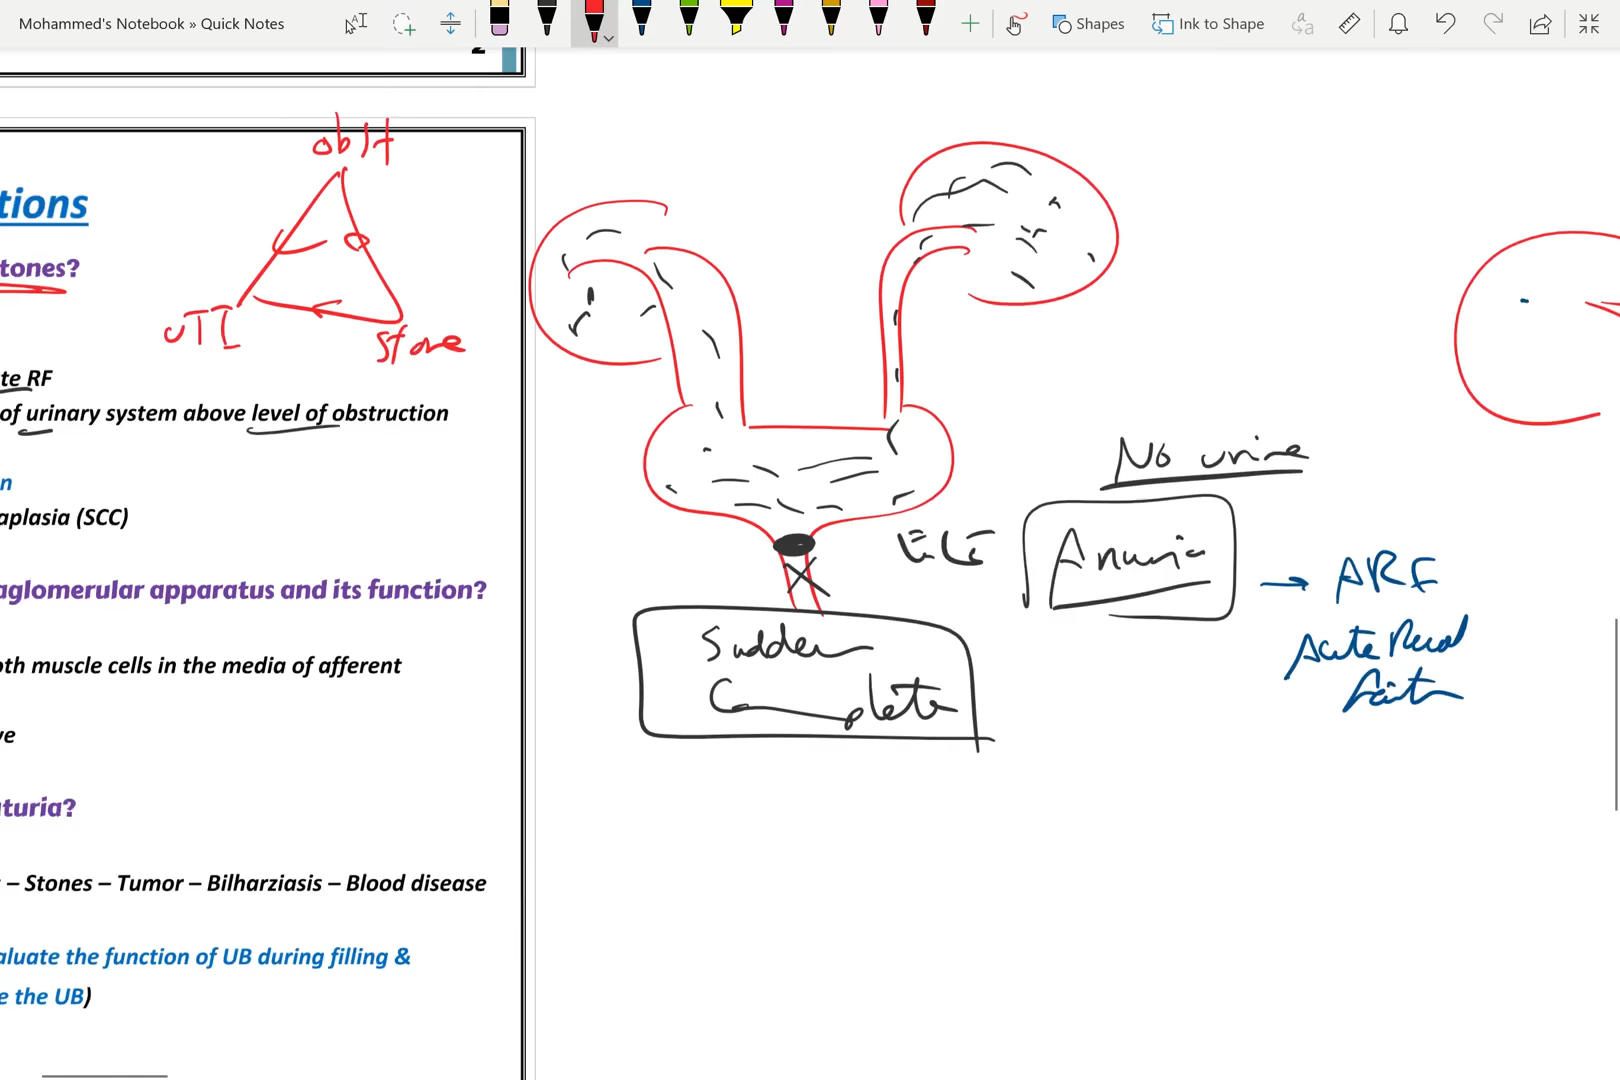 Mohammed's Notebook » Quick Notes
Shapes
Ink to Shape
2
tions
tones?
te RF
of urinary system above level of obstruction
n
aplasia (SCC)
aglomerular apparatus and its function?
oth muscle cells in the media of afferent
ve
turia?
– Stones – Tumor – Bilharziasis – Blood disease
aluate the function of UB during filling &
e the UB)
obst
UTI
stone
No urine
Anuria
→ ARF
Acute Renal
Sudden
Complete